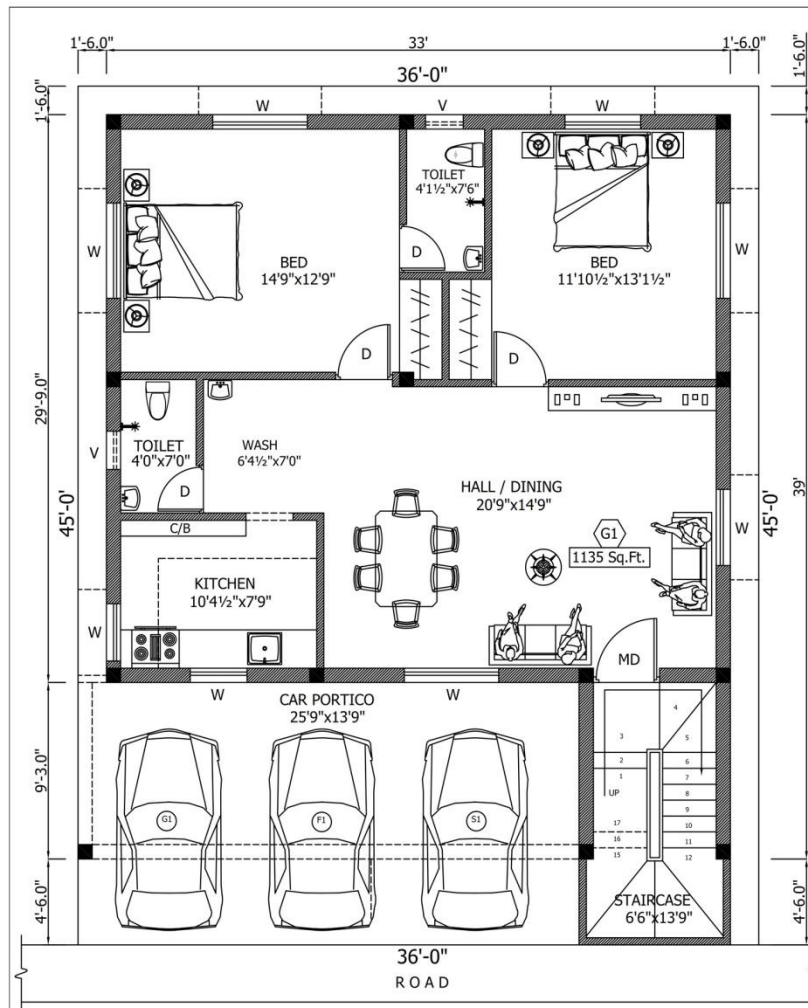 1'-6.0"
33'
1'-6.0"
36'-0"
1'-6.0"
1'-6.0"
W
V
W
TOILET
4'1½"x7'6"
W
BED
14'9"x12'9"
D
BED
11'10½"x13'1½"
W
D
D
29'-9.0"
V
TOILET
4'0"x7'0"
D
WASH
6'4½"x7'0"
HALL / DINING
20'9"x14'9"
39'
45'-0'
C/B
G1
1135 Sq.Ft.
W
45'-0'
KITCHEN
10'4½"x7'9"
W
MD
W
CAR PORTICO
25'9"x13'9"
W
9'-3.0"
G1
F1
S1
4
3
5
2
6
1
7
UP
8
9
17
10
16
11
15
12
4'-6.0"
STAIRCASE
6'6"x13'9"
4'-6.0"
36'-0"
ROAD